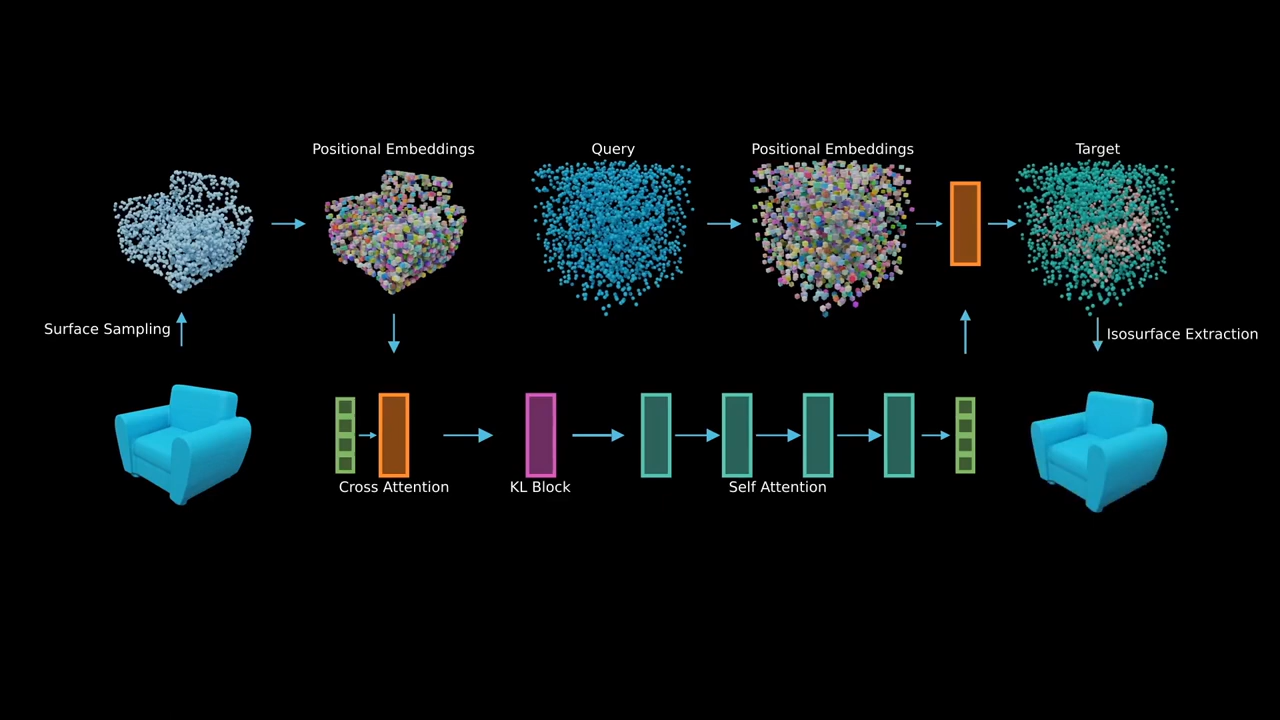 Positional Embeddings
Query
Positional Embeddings
Target
Surface Sampling
Isosurface Extraction
Cross Attention
KL Block
Self Attention